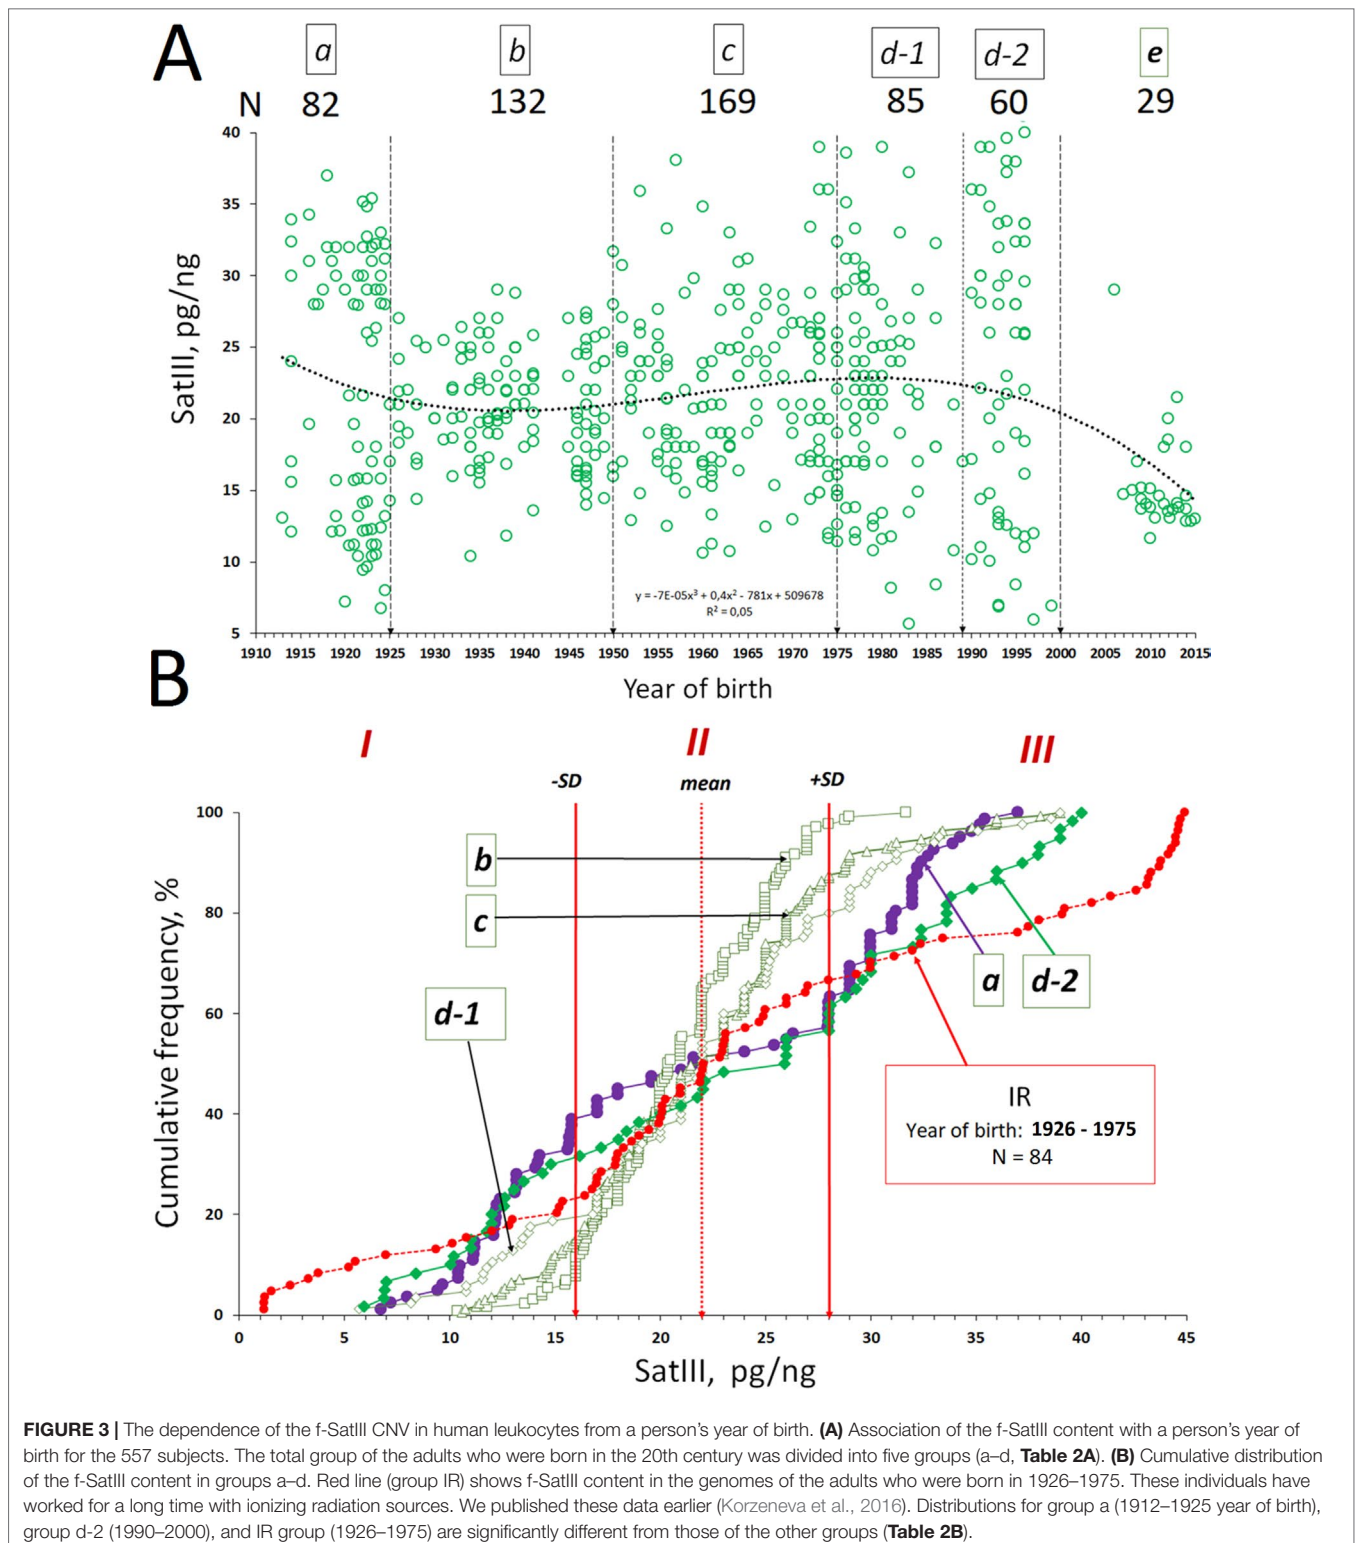 A
a b c d-1 d-2 e
N 82 132 169 85 60 29
SatIII, pg/ng
40
35
30
25
20
15
10
5
y = -7E-05x³ + 0,4x² - 781x + 509678
R² = 0,05
1910 1915 1920 1925 1930 1935 1940 1945 1950 1955 1960 1965 1970 1975 1980 1985 1990 1995 2000 2005 2010 2015
Year of birth
B
I II III
-SD mean +SD
Cumulative frequency, %
100
80
60
40
20
0
b
c
d-1
a d-2
IR
Year of birth: 1926 - 1975
N = 84
0 5 10 15 20 25 30 35 40 45
SatIII, pg/ng
FIGURE 3 | The dependence of the f-SatIII CNV in human leukocytes from a person's year of birth. (A) Association of the f-SatIII content with a person's year of
birth for the 557 subjects. The total group of the adults who were born in the 20th century was divided into five groups (a–d, Table 2A). (B) Cumulative distribution
of the f-SatIII content in groups a–d. Red line (group IR) shows f-SatIII content in the genomes of the adults who were born in 1926–1975. These individuals have
worked for a long time with ionizing radiation sources. We published these data earlier (Korzeneva et al., 2016). Distributions for group a (1912–1925 year of birth),
group d-2 (1990–2000), and IR group (1926–1975) are significantly different from those of the other groups (Table 2B).